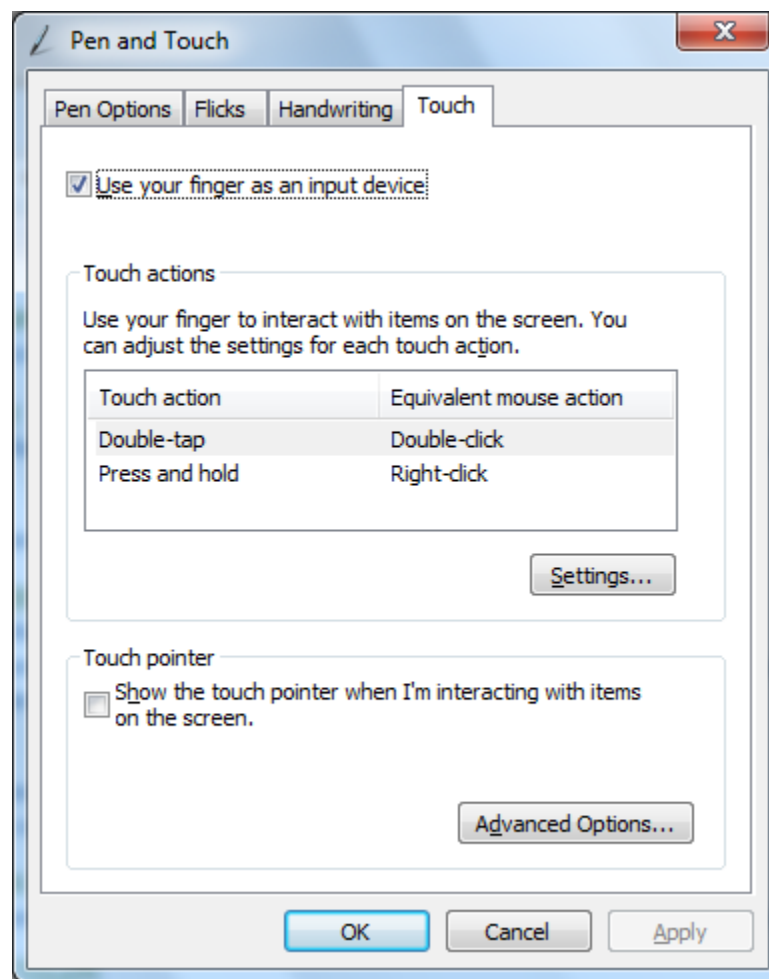 Pen and Touch
Pen Options Flicks Handwriting Touch
Use your finger as an input device
Touch actions
Use your finger to interact with items on the screen. You
can adjust the settings for each touch action.
Touch action Equivalent mouse action
Double-tap Double-click
Press and hold Right-click
Settings...
Touch pointer
Show the touch pointer when I'm interacting with items
on the screen.
Advanced Options...
OK Cancel Apply